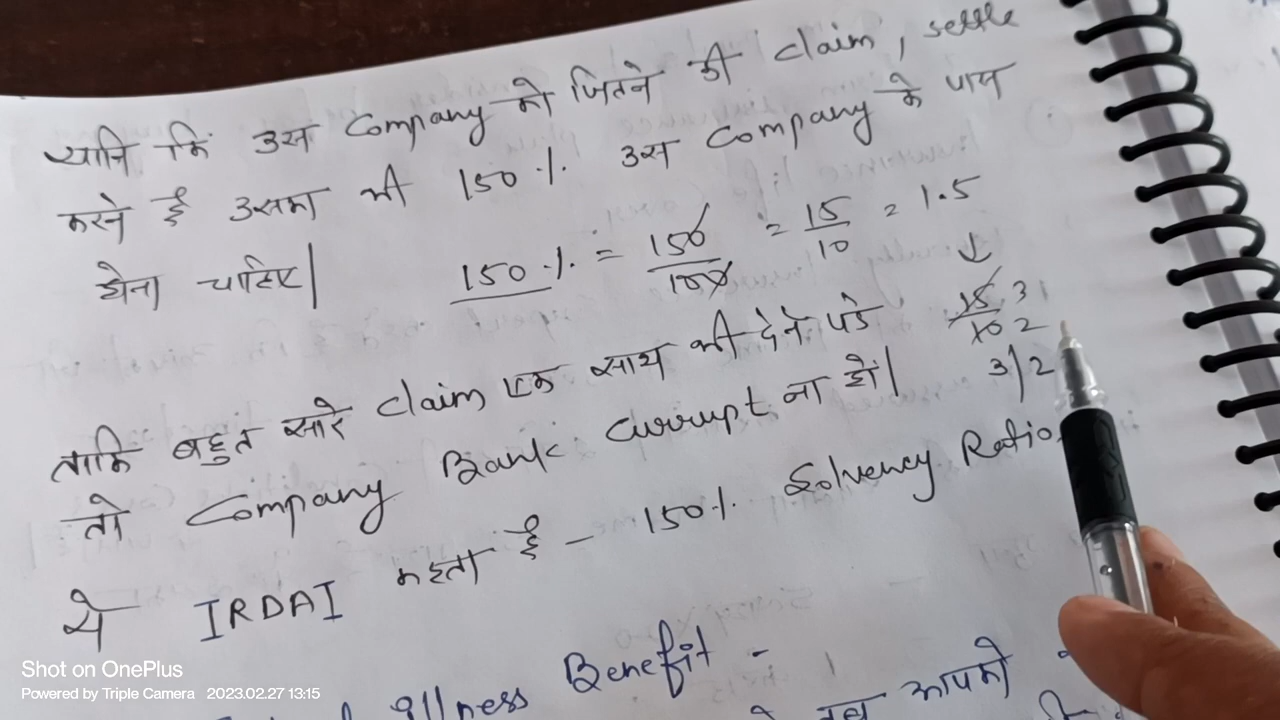 यानि कि उस Company को जितने भी claim, settle
करने है उसका भी 150 % उस Company के पास
होना चाहिए|
150 % = 150/100 = 15/10 = 1.5
↓
15/10 3/2
3/2
ताकि बहुत सारे claim एक साथ भी देने पडे
तो Company Bank Currupt ना हो|
ये IRDAI कहता है – 150% Solvency Ratio
illness Benefit -
आपको
Shot on OnePlus
Powered by Triple Camera 2023.02.27 13:15